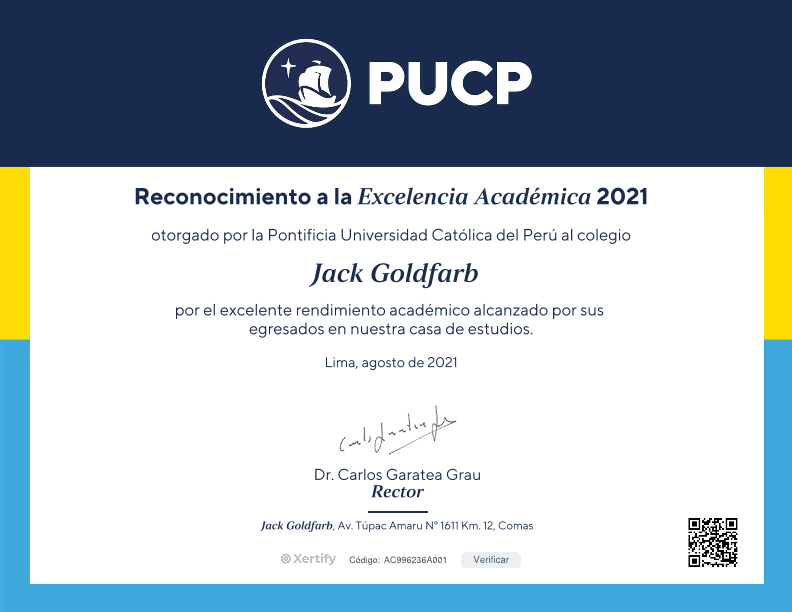 PUCP
Reconocimiento a la Excelencia Académica 2021
otorgado por la Pontificia Universidad Católica del Perú al colegio
Jack Goldfarb
por el excelente rendimiento académico alcanzado por sus
egresados en nuestra casa de estudios.
Lima, agosto de 2021
Dr. Carlos Garatea Grau
Rector
Jack Goldfarb, Av. Túpac Amaru N° 1611 Km. 12, Comas
Xertify Código: AC996236A001 Verificar